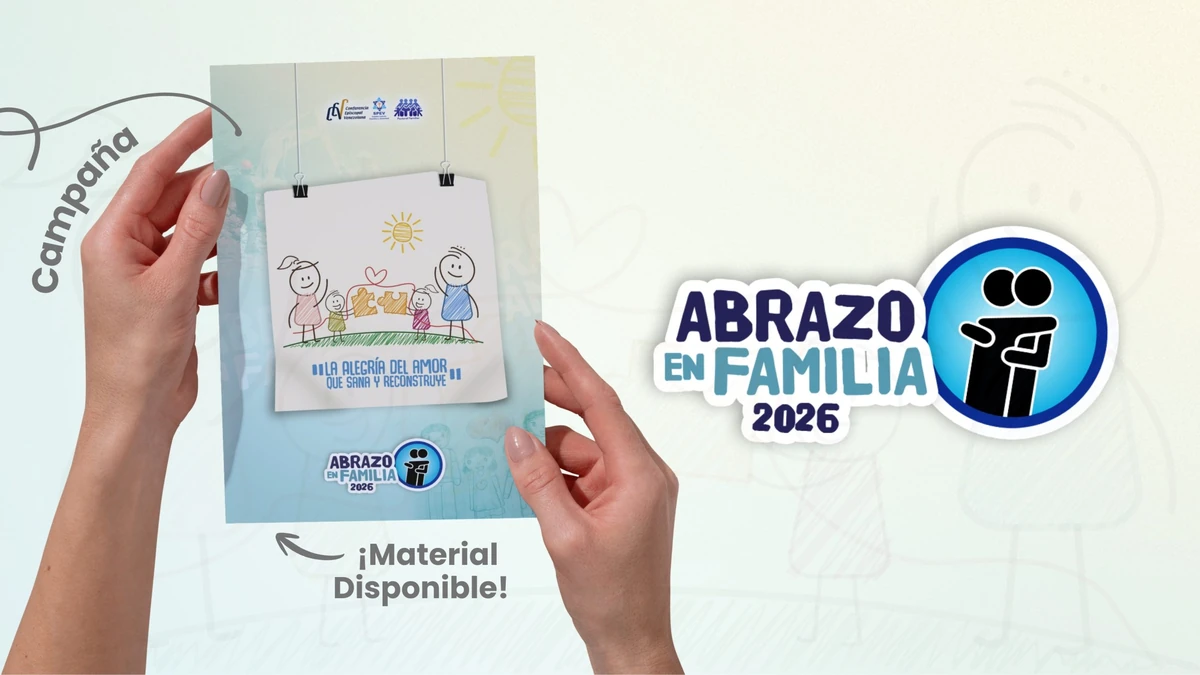 Campaña
Conferencia
Episcopal
Venezolana
SPEV
"LA ALEGRÍA DEL AMOR
QUE SANA Y RECONSTRUYE"
ABRAZO
EN FAMILIA
2026
¡Material
Disponible!
ABRAZO
EN FAMILIA
2026